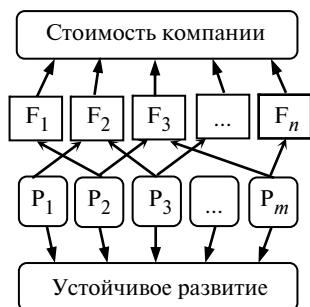 Стоимость компании
F1 F2 F3 ... Fn
P1 P2 P3 ... Pm
Устойчивое развитие